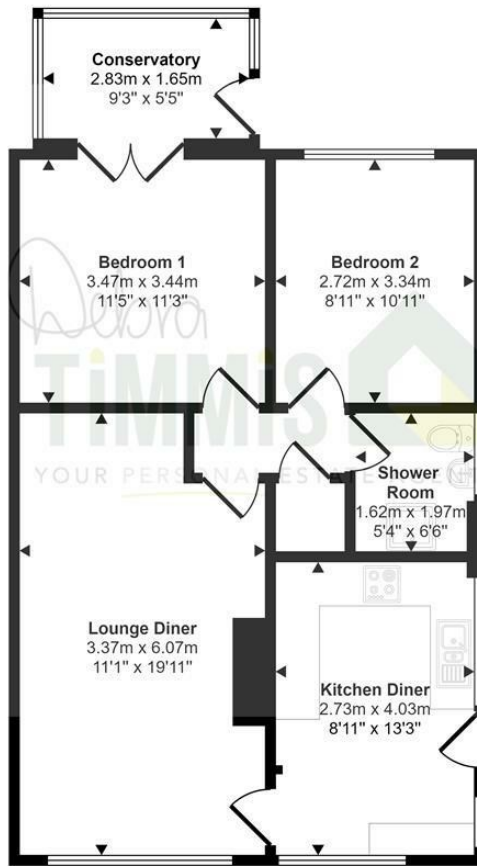 Conservatory
2.83m x 1.65m
9'3" x 5'5"
Bedroom 1
3.47m x 3.44m
11'5" x 11'3"
Bedroom 2
2.72m x 3.34m
8'11" x 10'11"
Debra
TiMMiS
YOUR PERSONAL ESTATE AGENT
Shower
Room
1.62m x 1.97m
5'4" x 6'6"
Lounge Diner
3.37m x 6.07m
11'1" x 19'11"
Kitchen Diner
2.73m x 4.03m
8'11" x 13'3"